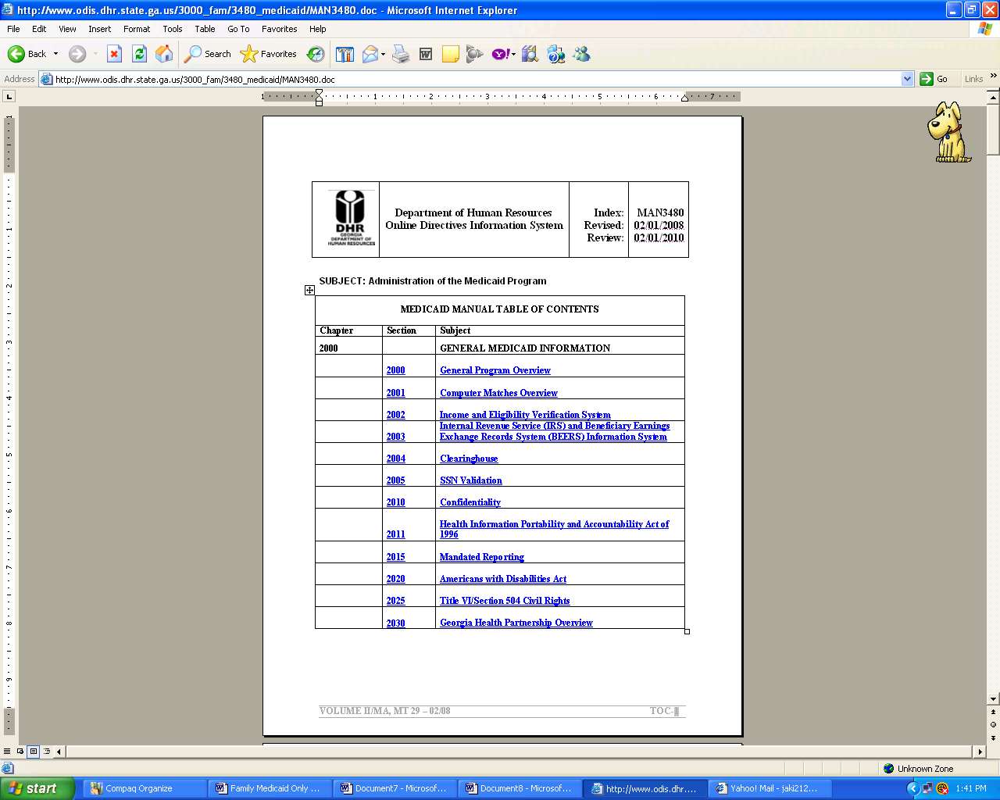 http://www.odis.dhr.state.ga.us/3000_fam/3480_medicaid/MAN3480.doc - Microsoft Internet Explorer
File Edit View Insert Format Tools Table Go To Favorites Help
Back Search Favorites
Address http://www.odis.dhr.state.ga.us/3000_fam/3480_medicaid/MAN3480.doc Go Links »
1 1 2 3 4 5 6 7
DHR
GEORGIA
DEPARTMENT OF
HUMAN RESOURCES
Department of Human Resources
Online Directives Information System
Index: MAN3480
Revised: 02/01/2008
Review: 02/01/2010
SUBJECT: Administration of the Medicaid Program
MEDICAID MANUAL TABLE OF CONTENTS
Chapter Section Subject
2000 GENERAL MEDICAID INFORMATION
2000 General Program Overview
2001 Computer Matches Overview
2002 Income and Eligibility Verification System
Internal Revenue Service (IRS) and Beneficiary Earnings
2003 Exchange Records System (BEERS) Information System
2004 Clearinghouse
2005 SSN Validation
2010 Confidentiality
Health Information Portability and Accountability Act of
2011 1996
2015 Mandated Reporting
2020 Americans with Disabilities Act
2025 Title VI/Section 504 Civil Rights
2030 Georgia Health Partnership Overview
VOLUME II/MA, MT 29 – 02/08 TOC-
Unknown Zone
start Compaq Organize Family Medicaid Only ... Document7 - Microsof... Document8 - Microsof... http://www.odis.dhr.... Yahoo! Mail - jaki212... 1:41 PM